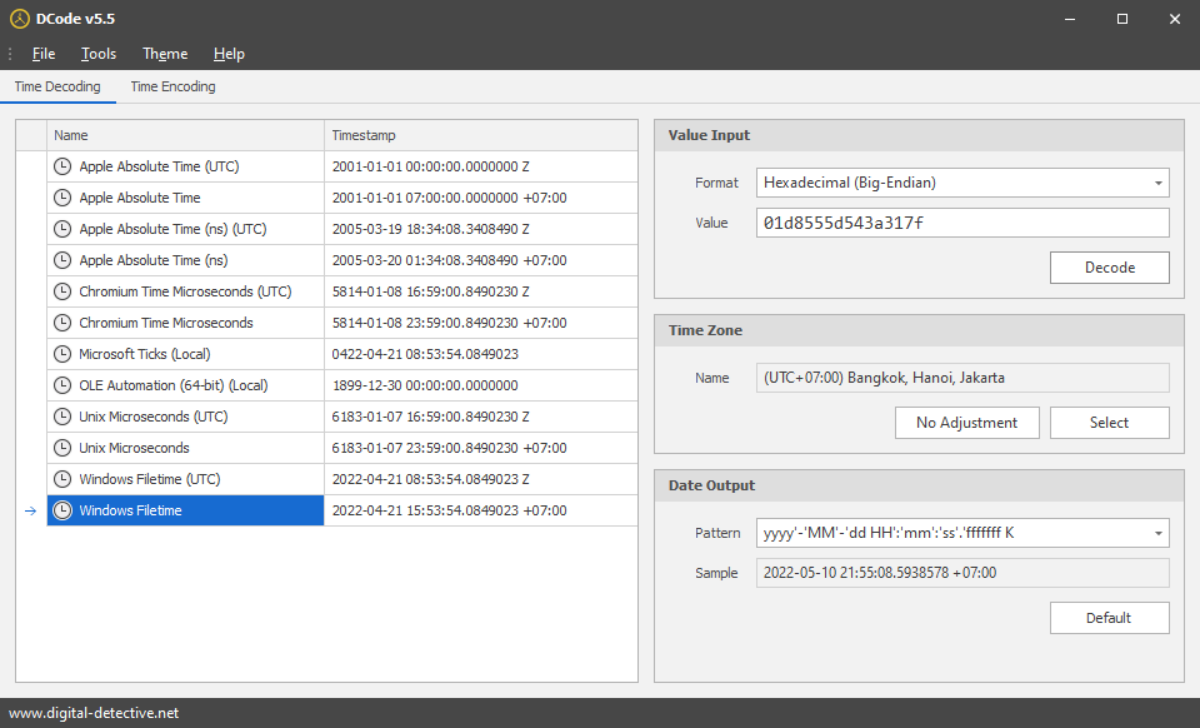 DCode v5.5
File Tools Theme Help
Time Decoding Time Encoding
Name Timestamp
Apple Absolute Time (UTC) 2001-01-01 00:00:00.0000000 Z
Apple Absolute Time 2001-01-01 07:00:00.0000000 +07:00
Apple Absolute Time (ns) (UTC) 2005-03-19 18:34:08.3408490 Z
Apple Absolute Time (ns) 2005-03-20 01:34:08.3408490 +07:00
Chromium Time Microseconds (UTC) 5814-01-08 16:59:00.8490230 Z
Chromium Time Microseconds 5814-01-08 23:59:00.8490230 +07:00
Microsoft Ticks (Local) 0422-04-21 08:53:54.0849023
OLE Automation (64-bit) (Local) 1899-12-30 00:00:00.0000000
Unix Microseconds (UTC) 6183-01-07 16:59:00.8490230 Z
Unix Microseconds 6183-01-07 23:59:00.8490230 +07:00
Windows Filetime (UTC) 2022-04-21 08:53:54.0849023 Z
Windows Filetime 2022-04-21 15:53:54.0849023 +07:00
Value Input
Format Hexadecimal (Big-Endian)
Value 01d8555d543a317f
Decode
Time Zone
Name (UTC+07:00) Bangkok, Hanoi, Jakarta
No Adjustment Select
Date Output
Pattern yyyy'-'MM'-'dd HH':'mm':'ss'.'fffffff K
Sample 2022-05-10 21:55:08.5938578 +07:00
Default
www.digital-detective.net